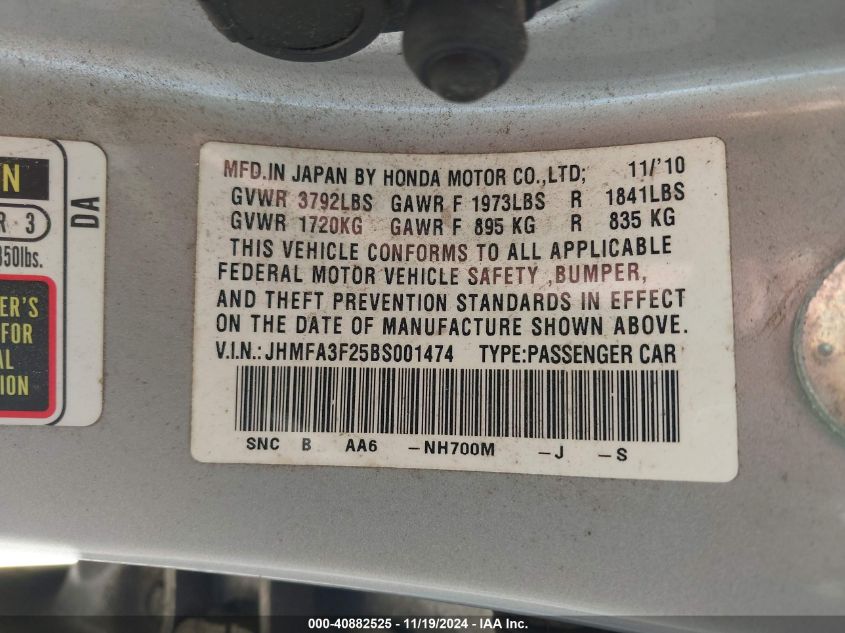 N
R · 3
850lbs.
DA
ER'S
FOR
AL
TION
MFD.IN JAPAN BY HONDA MOTOR CO.,LTD; 11/'10
GVWR 3792LBS GAWR F 1973LBS R 1841LBS
GVWR 1720KG GAWR F 895 KG R 835 KG
THIS VEHICLE CONFORMS TO ALL APPLICABLE
FEDERAL MOTOR VEHICLE SAFETY ,BUMPER,
AND THEFT PREVENTION STANDARDS IN EFFECT
ON THE DATE OF MANUFACTURE SHOWN ABOVE.
V.I.N.: JHMFA3F25BS001474 TYPE:PASSENGER CAR
SNC B AA6 -NH700M -J -S
000-40882525 - 11/19/2024 - IAA Inc.